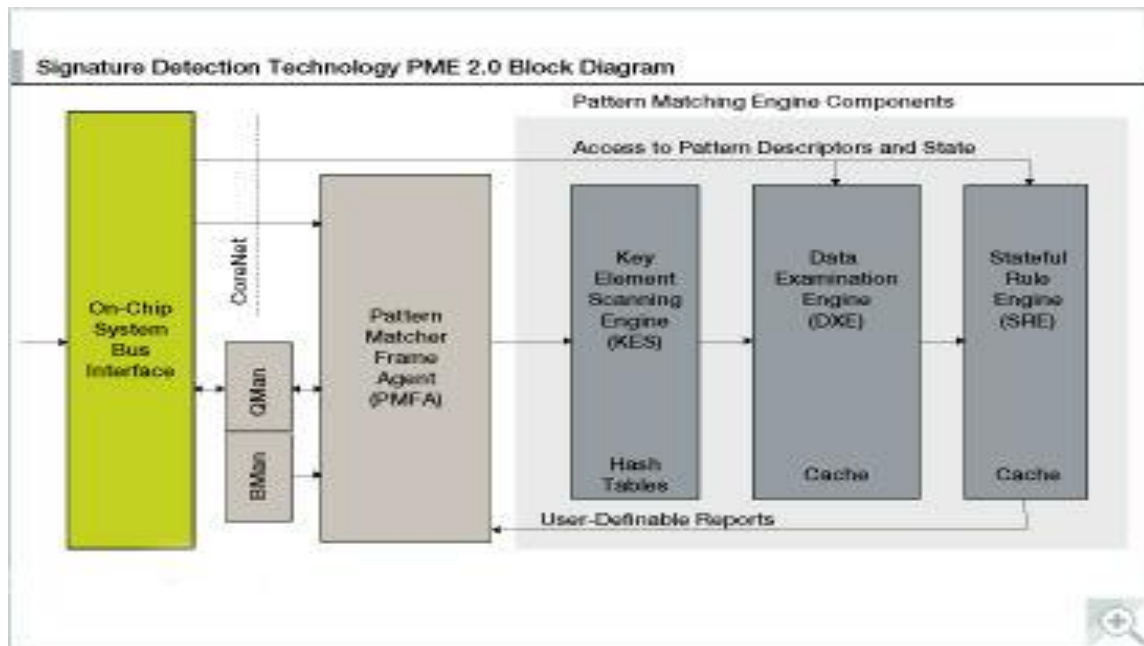 Signature Detection Technology PME 2.0 Block Diagram
Pattern Matching Engine Components
Access to Pattern Descriptors and State
On-Chip
System
Bus
Interface
CoreNet
QMan
BMan
Pattern
Matcher
Frame
Agent
(PMFA)
Key
Element
Scanning
Engine
(KES)
Hash
Tables
Data
Examination
Engine
(DXE)
Cache
Stateful
Rule
Engine
(SRE)
Cache
User-Definable Reports